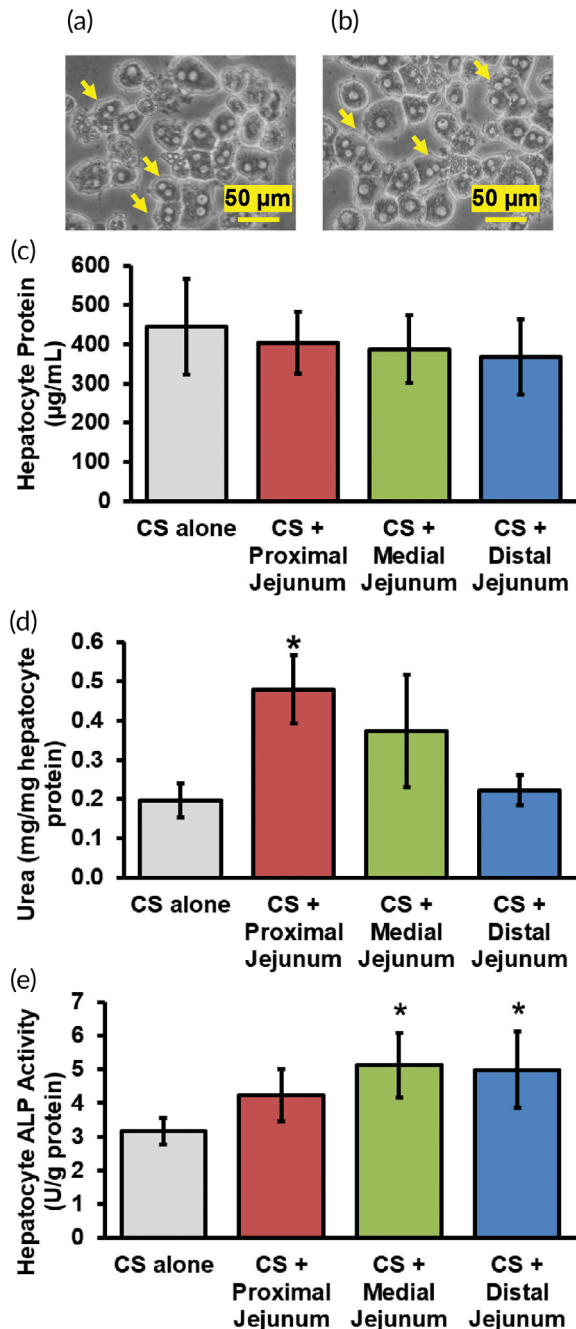 (a)
(b)
50 µm
50 µm
(c)
Hepatocyte Protein
(µg/mL)
600
500
400
300
200
100
0
CS alone
CS +
Proximal
Jejunum
CS +
Medial
Jejunum
CS +
Distal
Jejunum
(d)
Urea (mg/mg hepatocyte
protein)
0.6
0.5
0.4
0.3
0.2
0.1
0.0
*
CS alone
CS +
Proximal
Jejunum
CS +
Medial
Jejunum
CS +
Distal
Jejunum
(e)
Hepatocyte ALP Activity
(U/g protein)
7
6
5
4
3
2
1
0
*
*
CS alone
CS +
Proximal
Jejunum
CS +
Medial
Jejunum
CS +
Distal
Jejunum